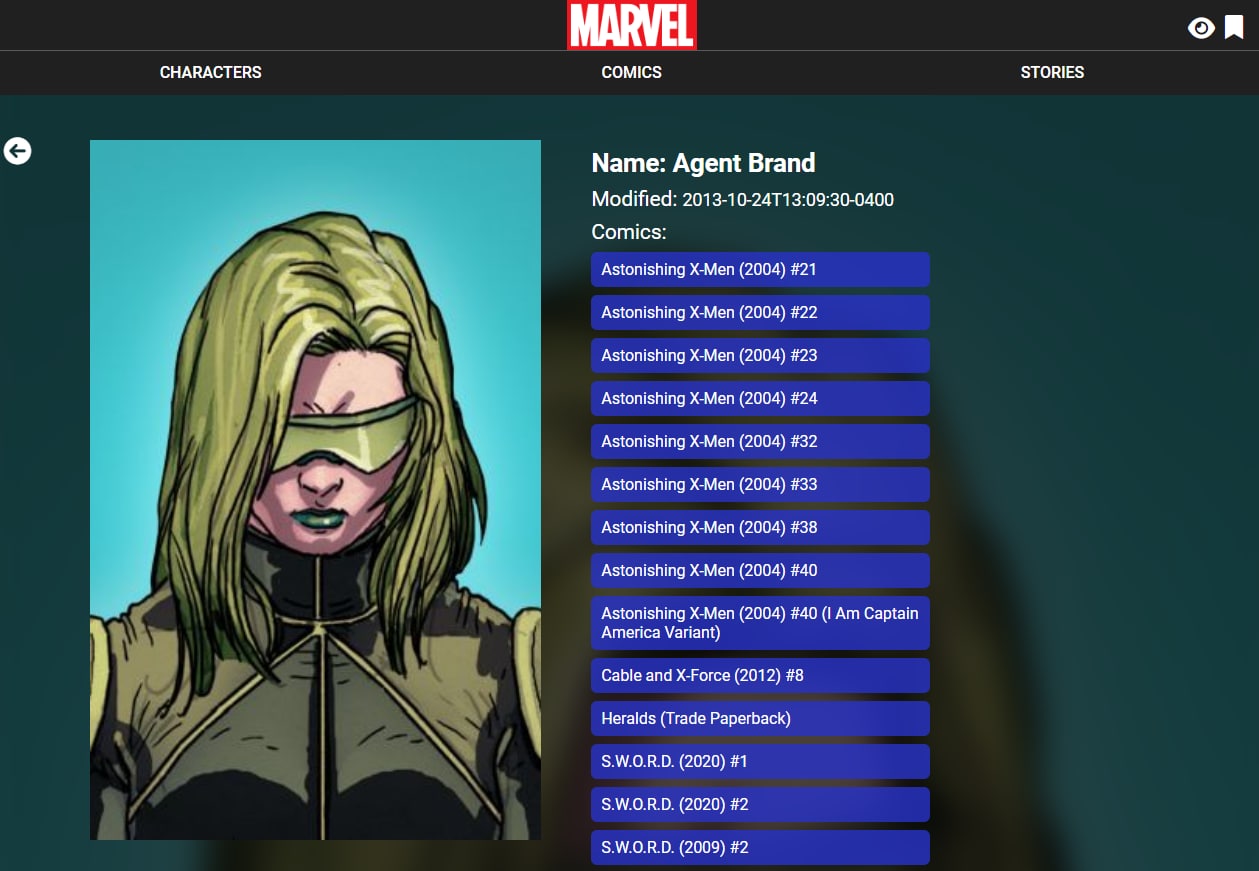 MARVEL
CHARACTERS
COMICS
STORIES
Name: Agent Brand
Modified: 2013-10-24T13:09:30-0400
Comics:
Astonishing X-Men (2004) #21
Astonishing X-Men (2004) #22
Astonishing X-Men (2004) #23
Astonishing X-Men (2004) #24
Astonishing X-Men (2004) #32
Astonishing X-Men (2004) #33
Astonishing X-Men (2004) #38
Astonishing X-Men (2004) #40
Astonishing X-Men (2004) #40 (I Am Captain
America Variant)
Cable and X-Force (2012) #8
Heralds (Trade Paperback)
S.W.O.R.D. (2020) #1
S.W.O.R.D. (2020) #2
S.W.O.R.D. (2009) #2